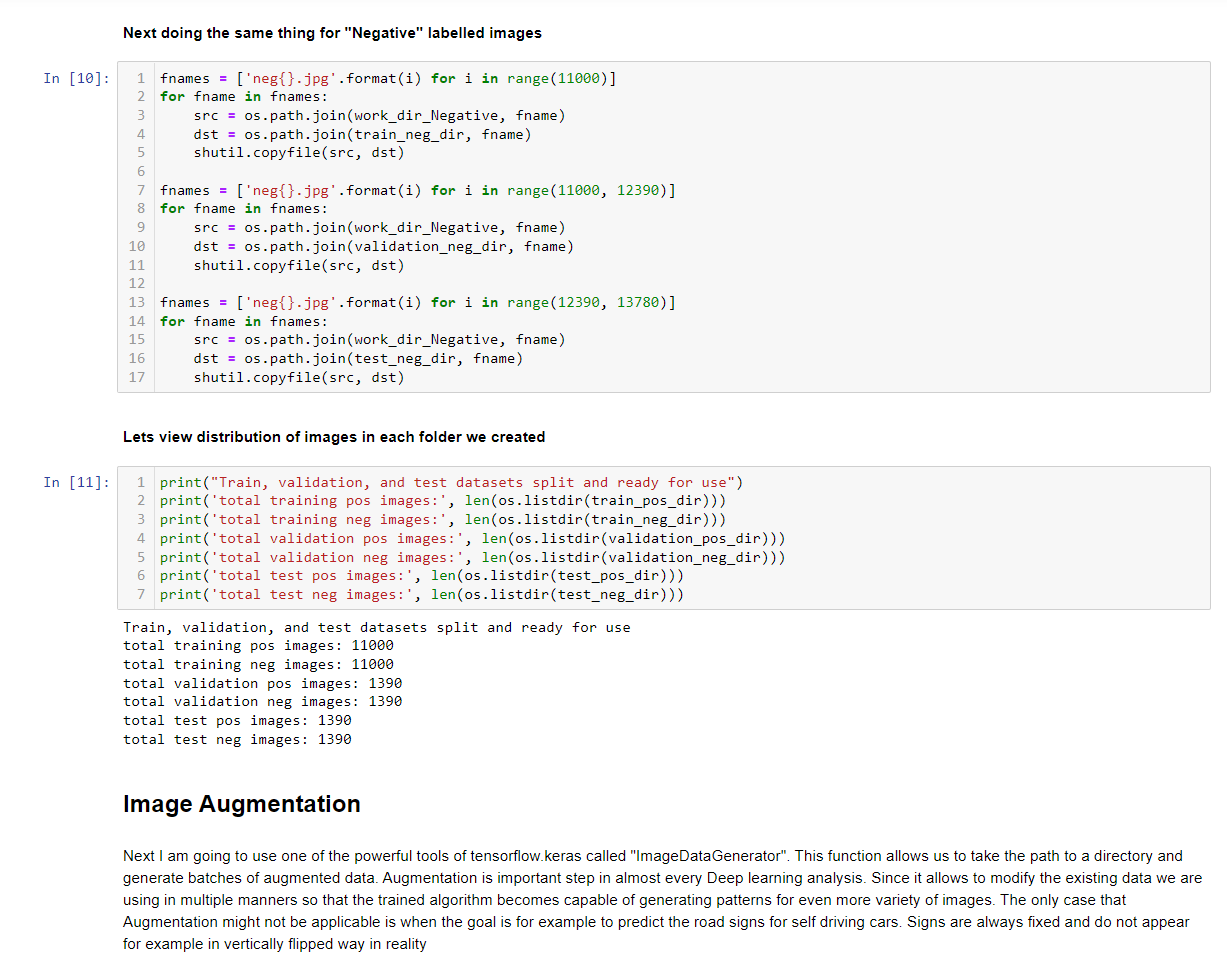 Next doing the same thing for "Negative" labelled images
In [10]:
1 fnames = ['neg{}.jpg'.format(i) for i in range(11000)]
2 for fname in fnames:
3     src = os.path.join(work_dir_Negative, fname)
4     dst = os.path.join(train_neg_dir, fname)
5     shutil.copyfile(src, dst)
6
7 fnames = ['neg{}.jpg'.format(i) for i in range(11000, 12390)]
8 for fname in fnames:
9     src = os.path.join(work_dir_Negative, fname)
10     dst = os.path.join(validation_neg_dir, fname)
11     shutil.copyfile(src, dst)
12
13 fnames = ['neg{}.jpg'.format(i) for i in range(12390, 13780)]
14 for fname in fnames:
15     src = os.path.join(work_dir_Negative, fname)
16     dst = os.path.join(test_neg_dir, fname)
17     shutil.copyfile(src, dst)
Lets view distribution of images in each folder we created
In [11]:
1 print("Train, validation, and test datasets split and ready for use")
2 print('total training pos images:', len(os.listdir(train_pos_dir)))
3 print('total training neg images:', len(os.listdir(train_neg_dir)))
4 print('total validation pos images:', len(os.listdir(validation_pos_dir)))
5 print('total validation neg images:', len(os.listdir(validation_neg_dir)))
6 print('total test pos images:', len(os.listdir(test_pos_dir)))
7 print('total test neg images:', len(os.listdir(test_neg_dir)))
Train, validation, and test datasets split and ready for use
total training pos images: 11000
total training neg images: 11000
total validation pos images: 1390
total validation neg images: 1390
total test pos images: 1390
total test neg images: 1390
Image Augmentation
Next I am going to use one of the powerful tools of tensorflow.keras called "ImageDataGenerator". This function allows us to take the path to a directory and
generate batches of augmented data. Augmentation is important step in almost every Deep learning analysis. Since it allows to modify the existing data we are
using in multiple manners so that the trained algorithm becomes capable of generating patterns for even more variety of images. The only case that
Augmentation might not be applicable is when the goal is for example to predict the road signs for self driving cars. Signs are always fixed and do not appear
for example in vertically flipped way in reality